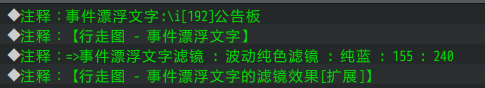 ◆注释：事件漂浮文字:\i[192]公告板
◆注释：【行走图 - 事件漂浮文字】
◆注释：=>事件漂浮文字滤镜 : 波动纯色滤镜 : 纯蓝 : 155 : 240
◆注释：【行走图 - 事件漂浮文字的滤镜效果[扩展]】